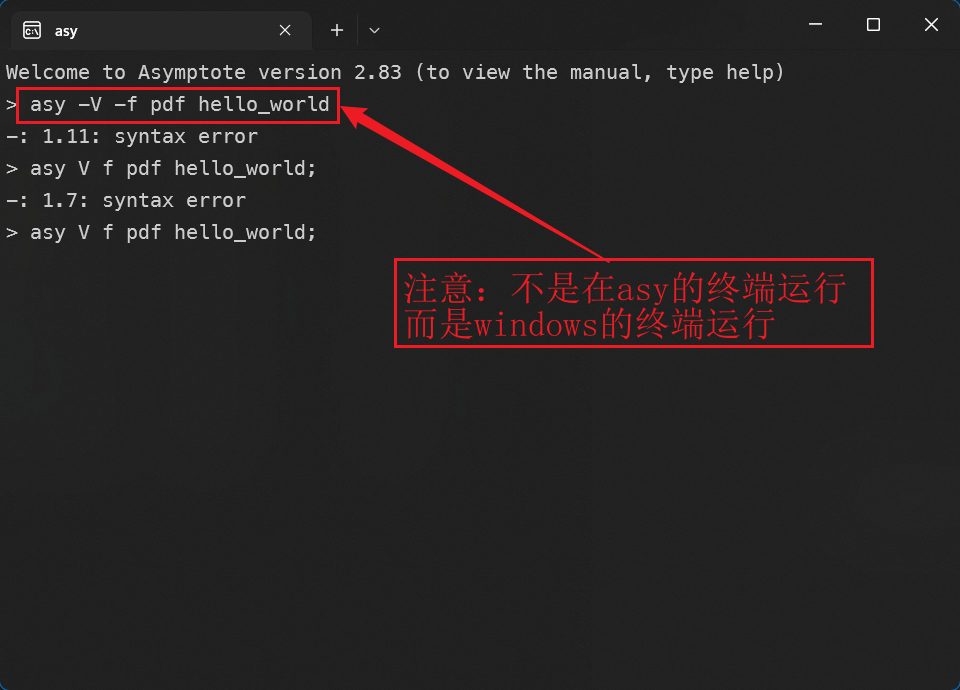 asy
Welcome to Asymptote version 2.83 (to view the manual, type help)
> asy -V -f pdf hello_world
-: 1.11: syntax error
> asy V f pdf hello_world;
-: 1.7: syntax error
> asy V f pdf hello_world;
注意：不是在asy的终端运行
而是windows的终端运行